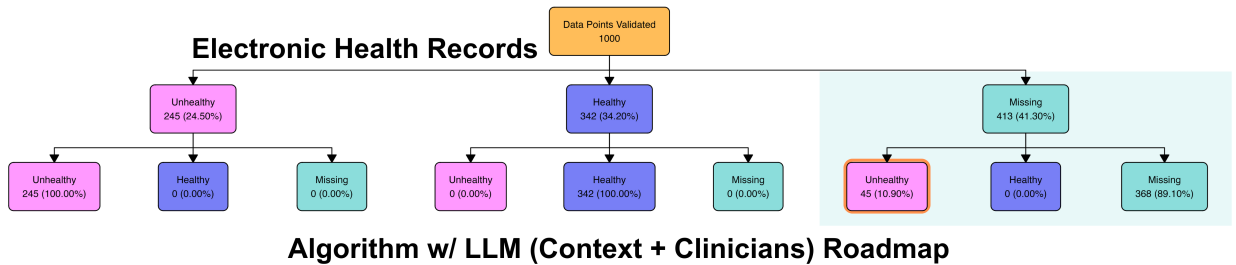 Data Points Validated
1000
Electronic Health Records
Unhealthy
245 (24.50%)
Healthy
342 (34.20%)
Missing
413 (41.30%)
Unhealthy
245 (100.00%)
Healthy
0 (0.00%)
Missing
0 (0.00%)
Unhealthy
0 (0.00%)
Healthy
342 (100.00%)
Missing
0 (0.00%)
Unhealthy
45 (10.90%)
Healthy
0 (0.00%)
Missing
368 (89.10%)
Algorithm w/ LLM (Context + Clinicians) Roadmap